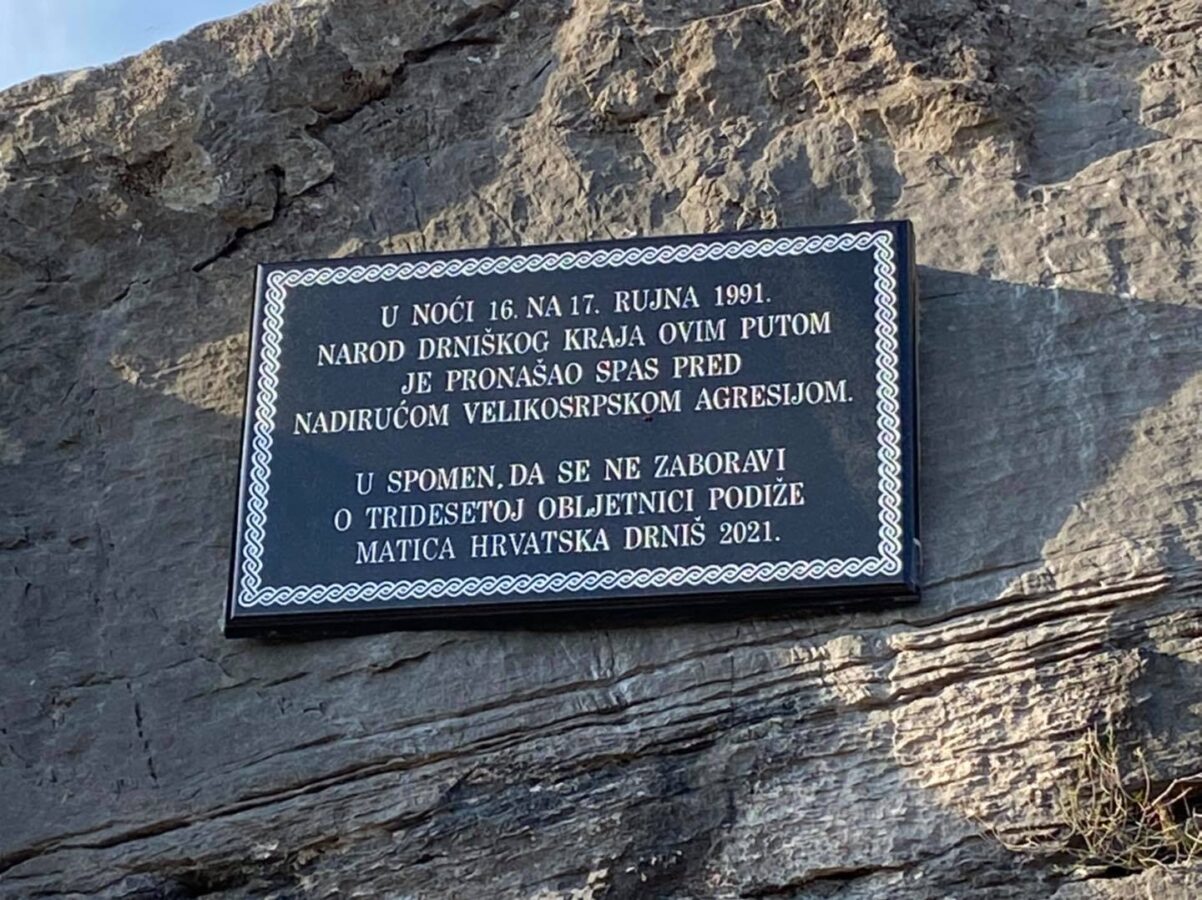 U NOĆI 16. NA 17. RUJNA 1991.
NAROD DRNIŠKOG KRAJA OVIM PUTOM
JE PRONAŠAO SPAS PRED
NADIRUĆOM VELIKOSRPSKOM AGRESIJOM.
U SPOMEN, DA SE NE ZABORAVI
O TRIDESETOJ OBLJETNICI PODIŽE
MATICA HRVATSKA DRNIŠ 2021.